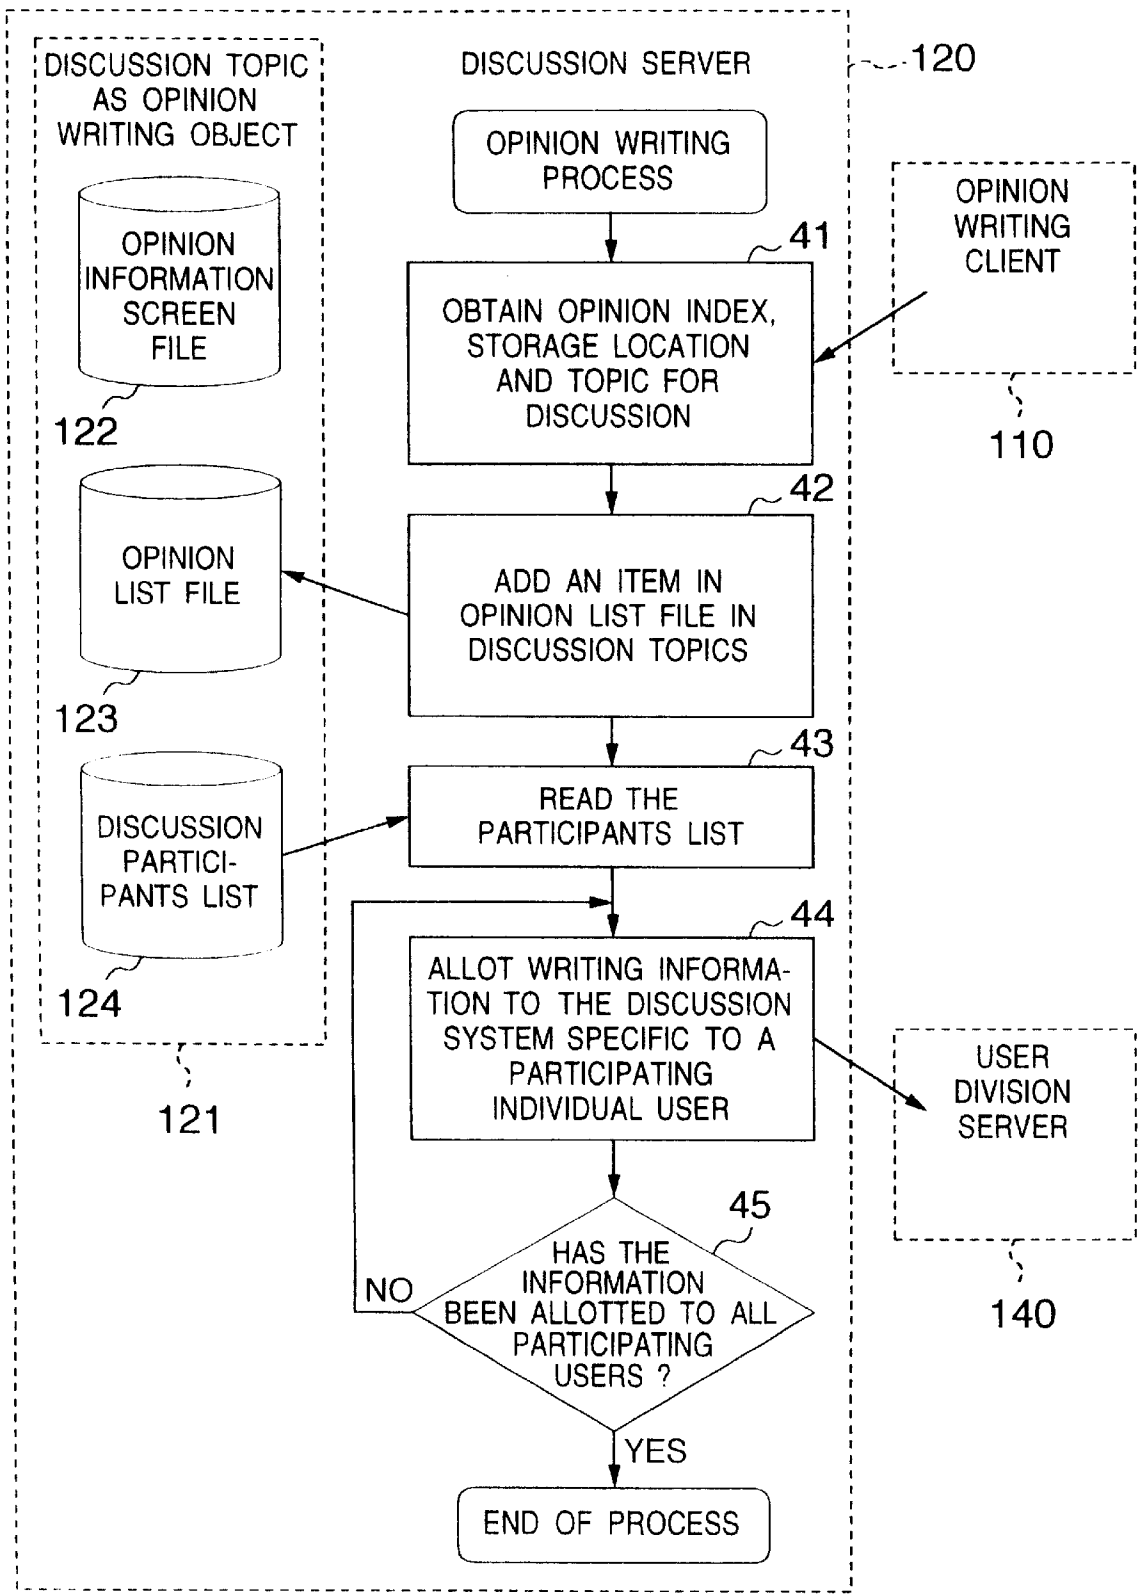 DISCUSSION TOPIC
AS OPINION
WRITING OBJECT
OPINION
INFORMATION
SCREEN
FILE
122
OPINION
LIST FILE
123
DISCUSSION
PARTICI-
PANTS LIST
124
121
DISCUSSION SERVER
120
OPINION WRITING
PROCESS
41
OBTAIN OPINION INDEX,
STORAGE LOCATION
AND TOPIC FOR
DISCUSSION
42
ADD AN ITEM IN
OPINION LIST FILE IN
DISCUSSION TOPICS
43
READ THE
PARTICIPANTS LIST
44
ALLOT WRITING INFORMA-
TION TO THE DISCUSSION
SYSTEM SPECIFIC TO A
PARTICIPATING
INDIVIDUAL USER
45
HAS THE
INFORMATION
BEEN ALLOTTED TO ALL
PARTICIPATING
USERS ?
NO
YES
END OF PROCESS
OPINION
WRITING
CLIENT
110
USER
DIVISION
SERVER
140